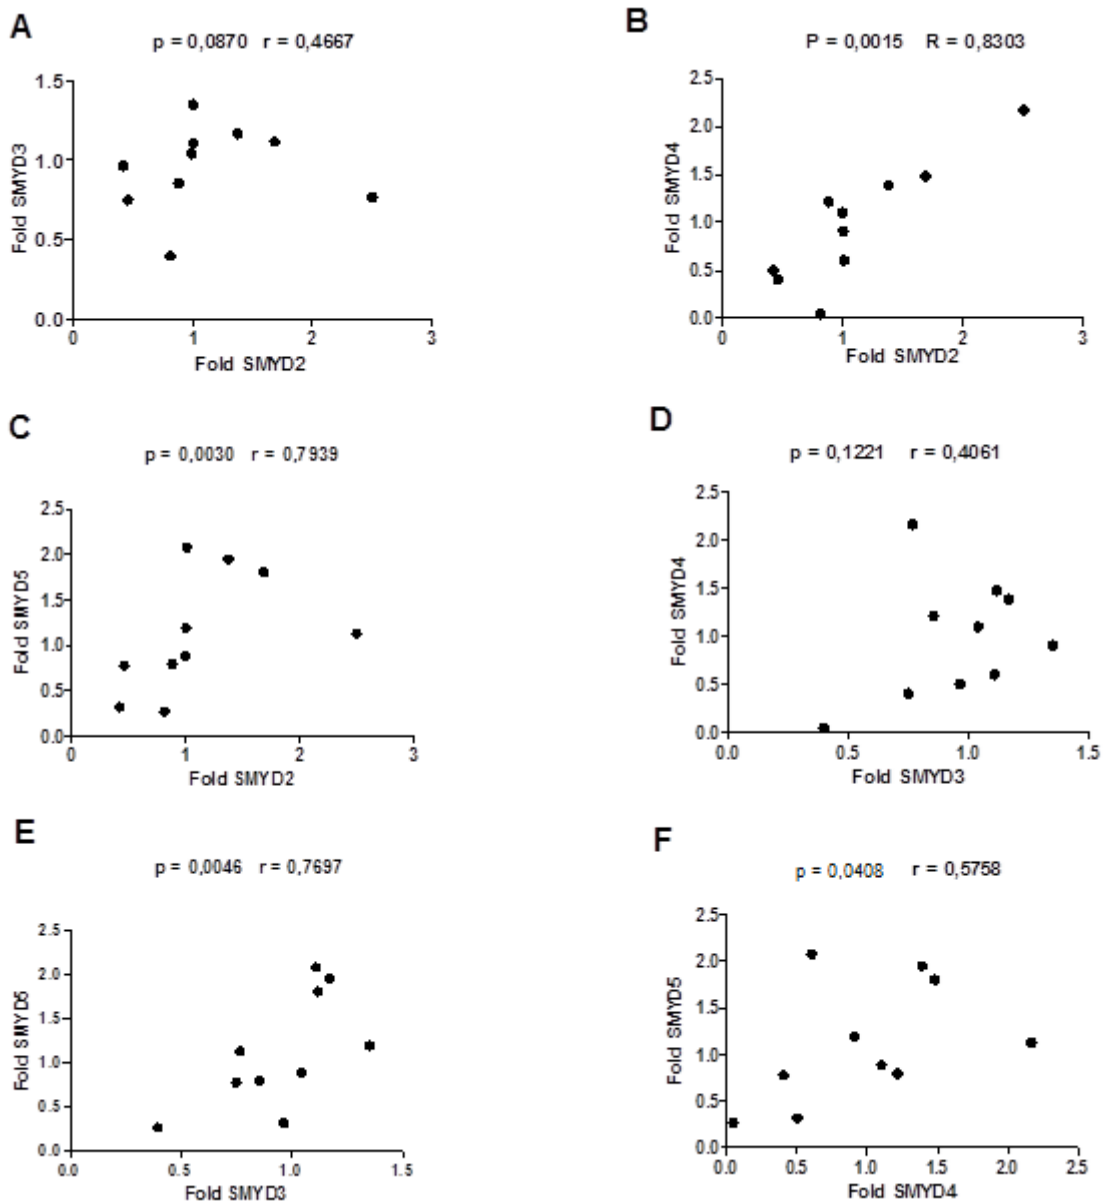 A
p = 0,0870 r = 0,4667
Fold SMYD3
1.5
1.0
0.5
0.0
0
1
2
3
Fold SMYD2
B
P = 0,0015 R = 0,8303
Fold SMYD4
2.5
2.0
1.5
1.0
0.5
0.0
0
1
2
3
Fold SMYD2
C
p = 0,0030 r = 0,7939
Fold SMYD5
2.5
2.0
1.5
1.0
0.5
0.0
0
1
2
3
Fold SMYD2
D
p = 0,1221 r = 0,4061
Fold SMYD4
2.5
2.0
1.5
1.0
0.5
0.0
0.0
0.5
1.0
1.5
Fold SMYD3
E
p = 0,0046 r = 0,7697
Fold SMYD5
2.5
2.0
1.5
1.0
0.5
0.0
0.0
0.5
1.0
1.5
Fold SMYD3
F
p = 0,0408 r = 0,5758
Fold SMYD5
2.5
2.0
1.5
1.0
0.5
0.0
0.0
0.5
1.0
1.5
2.0
2.5
Fold SMYD4